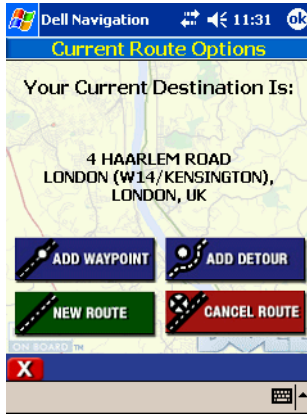 Dell Navigation 11:31 ok
Current Route Options
Your Current Destination Is:
4 HAARLEM ROAD
LONDON (W14/KENSINGTON),
LONDON, UK
ADD WAYPOINT ADD DETOUR
NEW ROUTE CANCEL ROUTE
ON BOARD TM
X